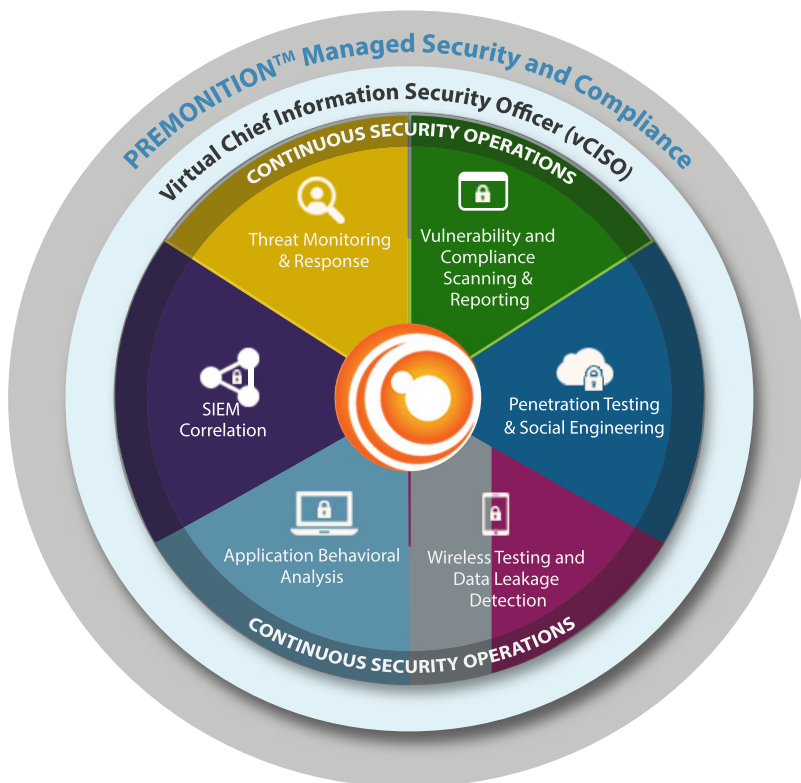 PREMONITION™ Managed Security and Compliance
Virtual Chief Information Security Officer (vCISO)
CONTINUOUS SECURITY OPERATIONS
Threat Monitoring
& Response
Vulnerability and
Compliance
Scanning &
Reporting
SIEM
Correlation
Penetration Testing
& Social Engineering
Application Behavioral
Analysis
Wireless Testing and
Data Leakage
Detection
CONTINUOUS SECURITY OPERATIONS